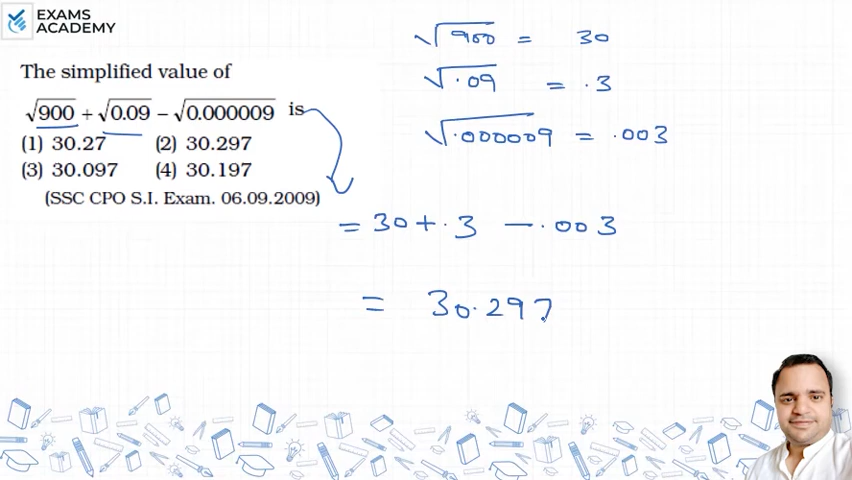 EXAMS
ACADEMY
The simplified value of
√900 + √0.09 − √0.000009 is
(1) 30.27 (2) 30.297
(3) 30.097 (4) 30.197
(SSC CPO S.I. Exam. 06.09.2009)
√900 = 30
√.09 = .3
√.000009 = .003
= 30 + .3 − .003
= 30.297